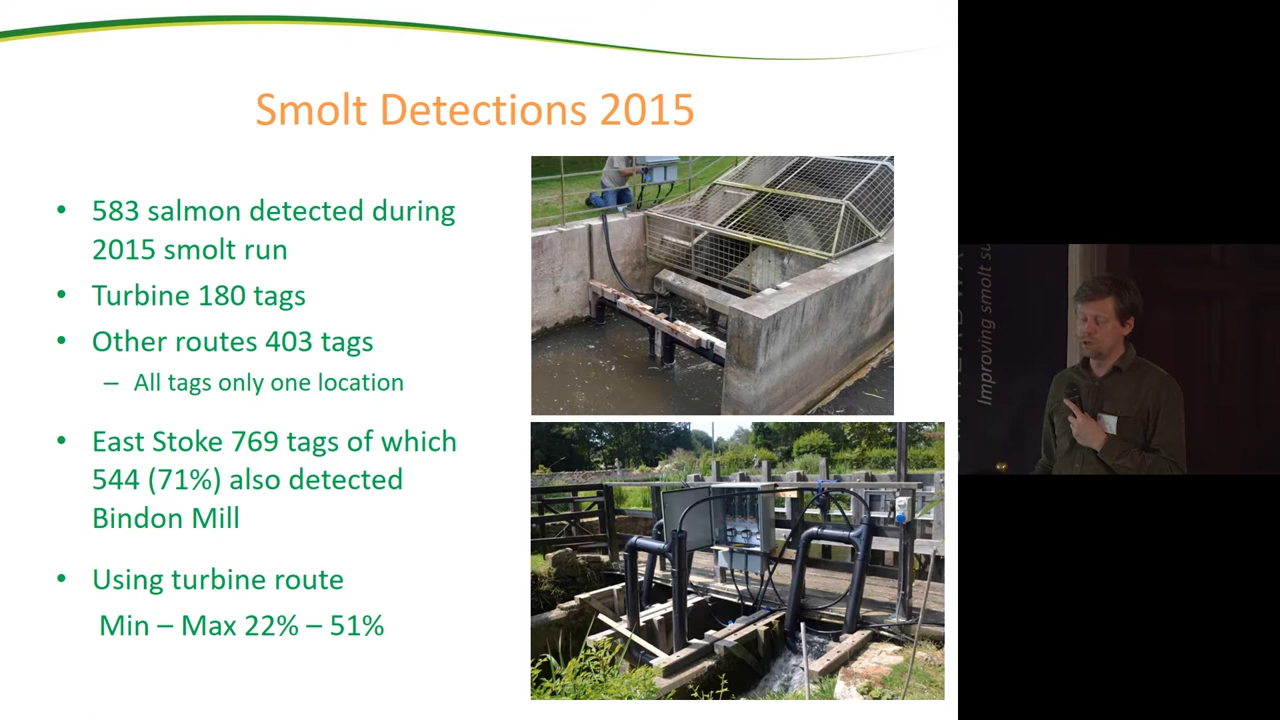 Smolt Detections 2015
• 583 salmon detected during
2015 smolt run
• Turbine 180 tags
• Other routes 403 tags
– All tags only one location
• East Stoke 769 tags of which
544 (71%) also detected
Bindon Mill
• Using turbine route
Min – Max 22% – 51%
Improving smolt